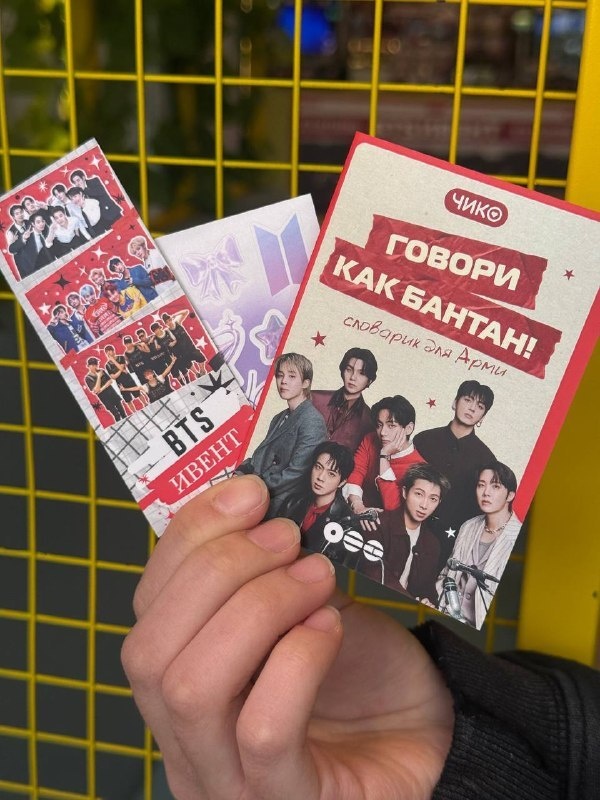 BTS
ИВЕНТ
ЧИКО
ГОВОРИ
КАК БАНТАН!
словарик для Арми